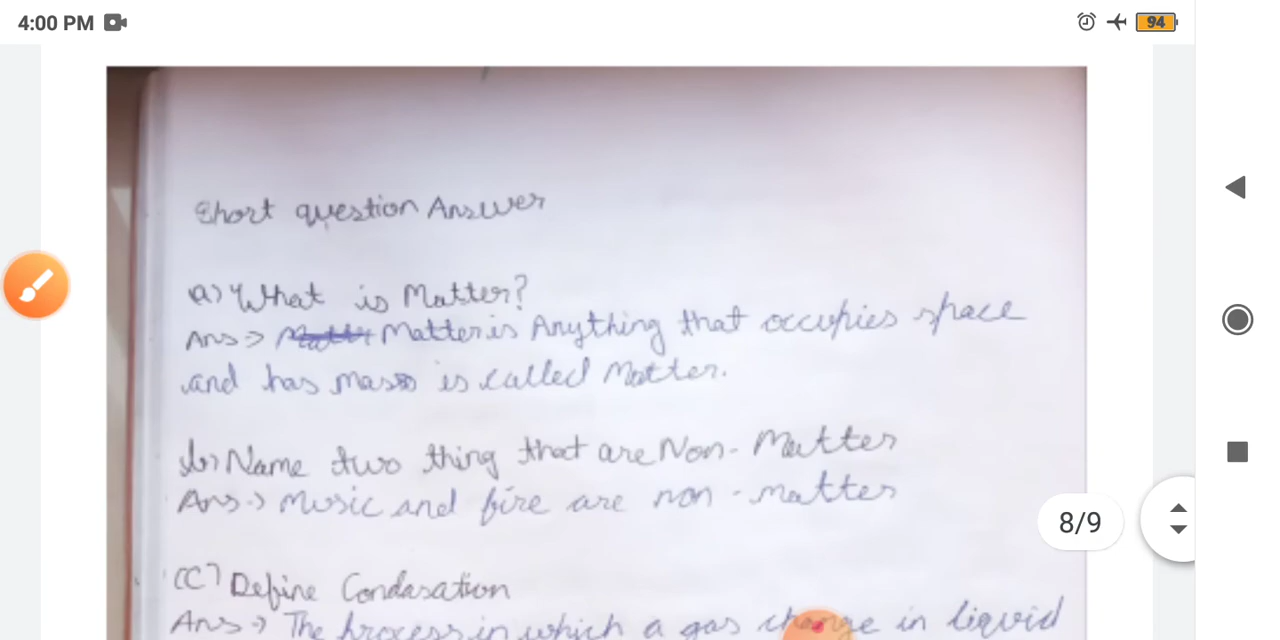 4:00 PM
94
Short question Answer
a) What is Matter?
Ans → Matter is Anything that occupies space
and has mass is called Matter.
b) Name two thing that are Non-Matter
Ans → Music and fire are non-matter
(C) Define Condasation
Ans → The process in which a gas change in liquid
8/9